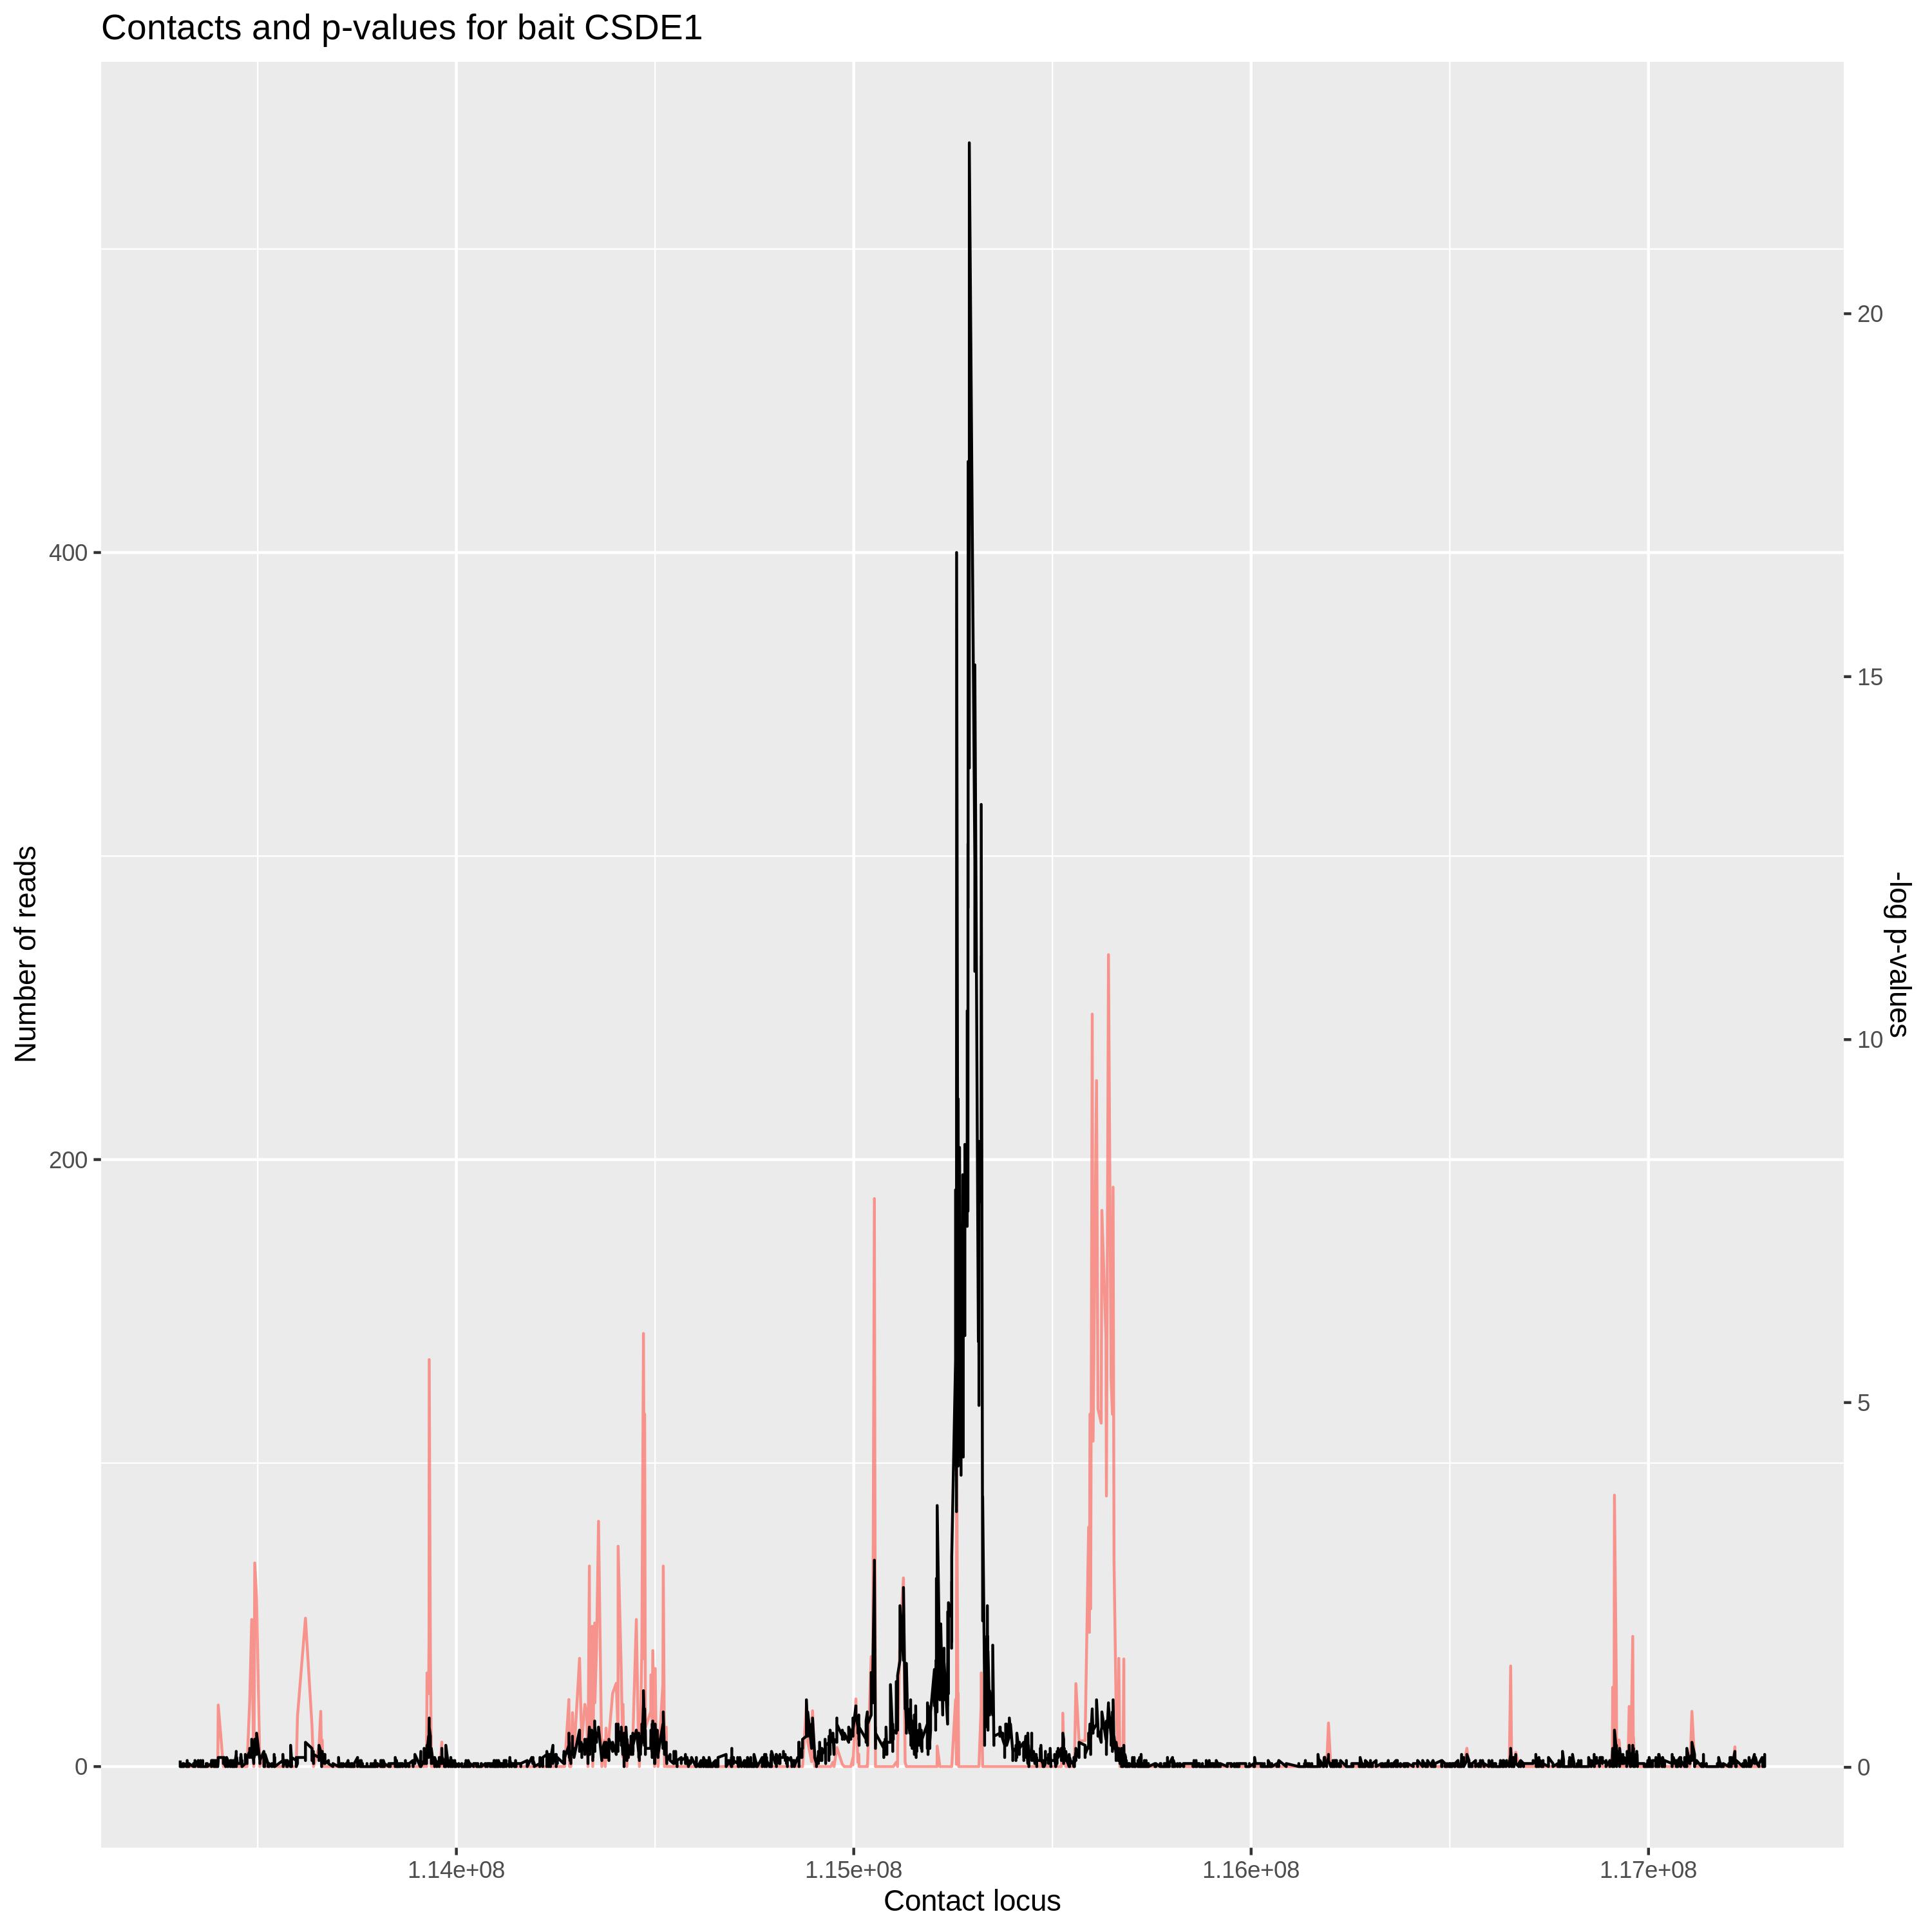 Contacts and p-values for bait CSDE1
Number of reads
400
200
0
20
15
10
5
0
-log p-values
1.14e+08
1.15e+08
1.16e+08
1.17e+08
Contact locus